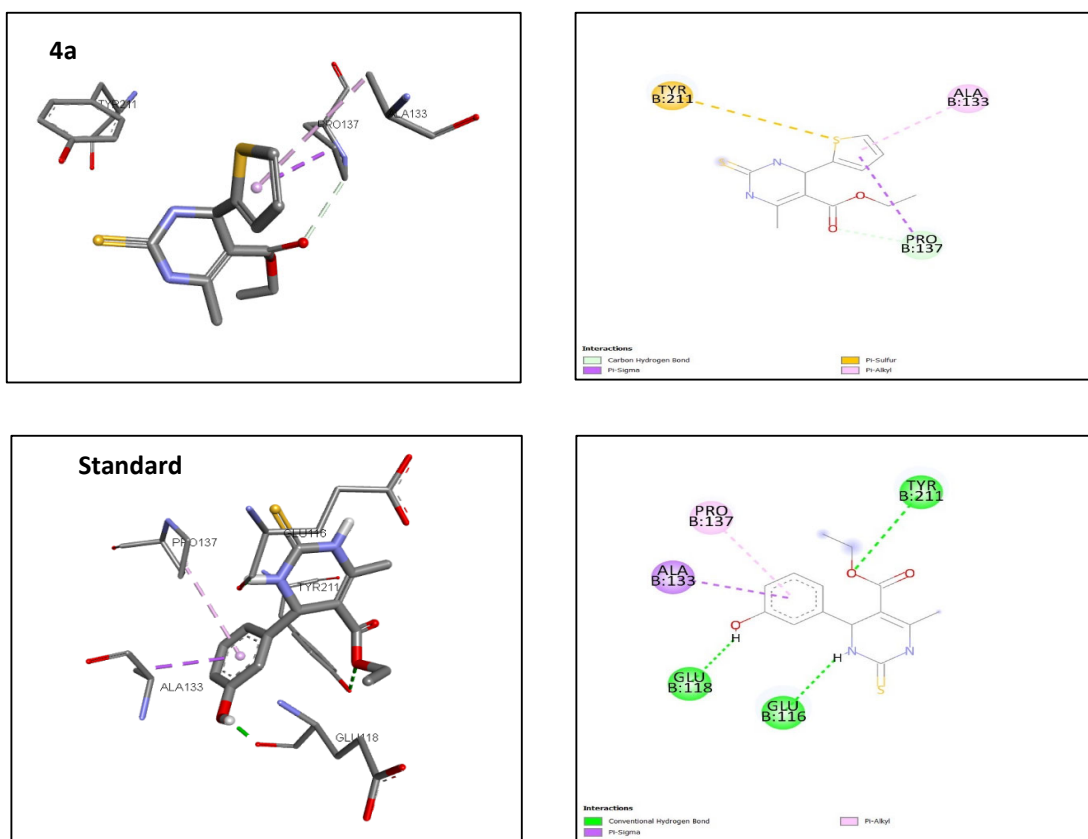 4a
TYR211
PRO137
ALA133
TYR
B:211
ALA
B:133
S
S
N
N
O
O
PRO
B:137
Interactions
Carbon Hydrogen Bond
Pi-Sigma
Pi-Sulfur
Pi-Alkyl
Standard
PRO137
GLU116
TYR211
ALA133
GLU118
TYR
B:211
PRO
B:137
ALA
B:133
O
O
O
H
H
N
N
S
GLU
B:118
GLU
B:116
Interactions
Conventional Hydrogen Bond
Pi-Sigma
Pi-Alkyl